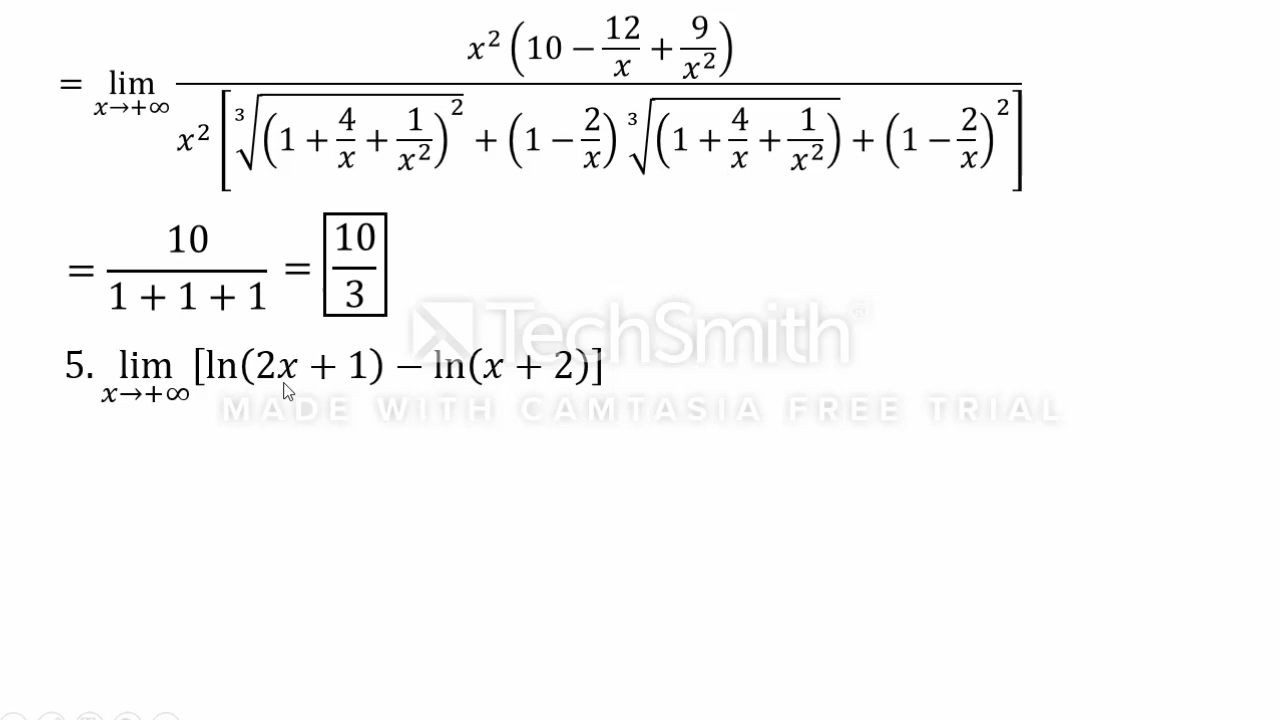 = lim x→+∞ x² (10 − 12/x + 9/x²) / x² [∛((1 + 4/x + 1/x²)²) + (1 − 2/x) ∛((1 + 4/x + 1/x²)) + (1 − 2/x)²]
= 10 / (1 + 1 + 1) = 10/3
TechSmith®
5. lim x→+∞ [ln(2x + 1) − ln(x + 2)]
MADE WITH CAMTASIA FREE TRIAL